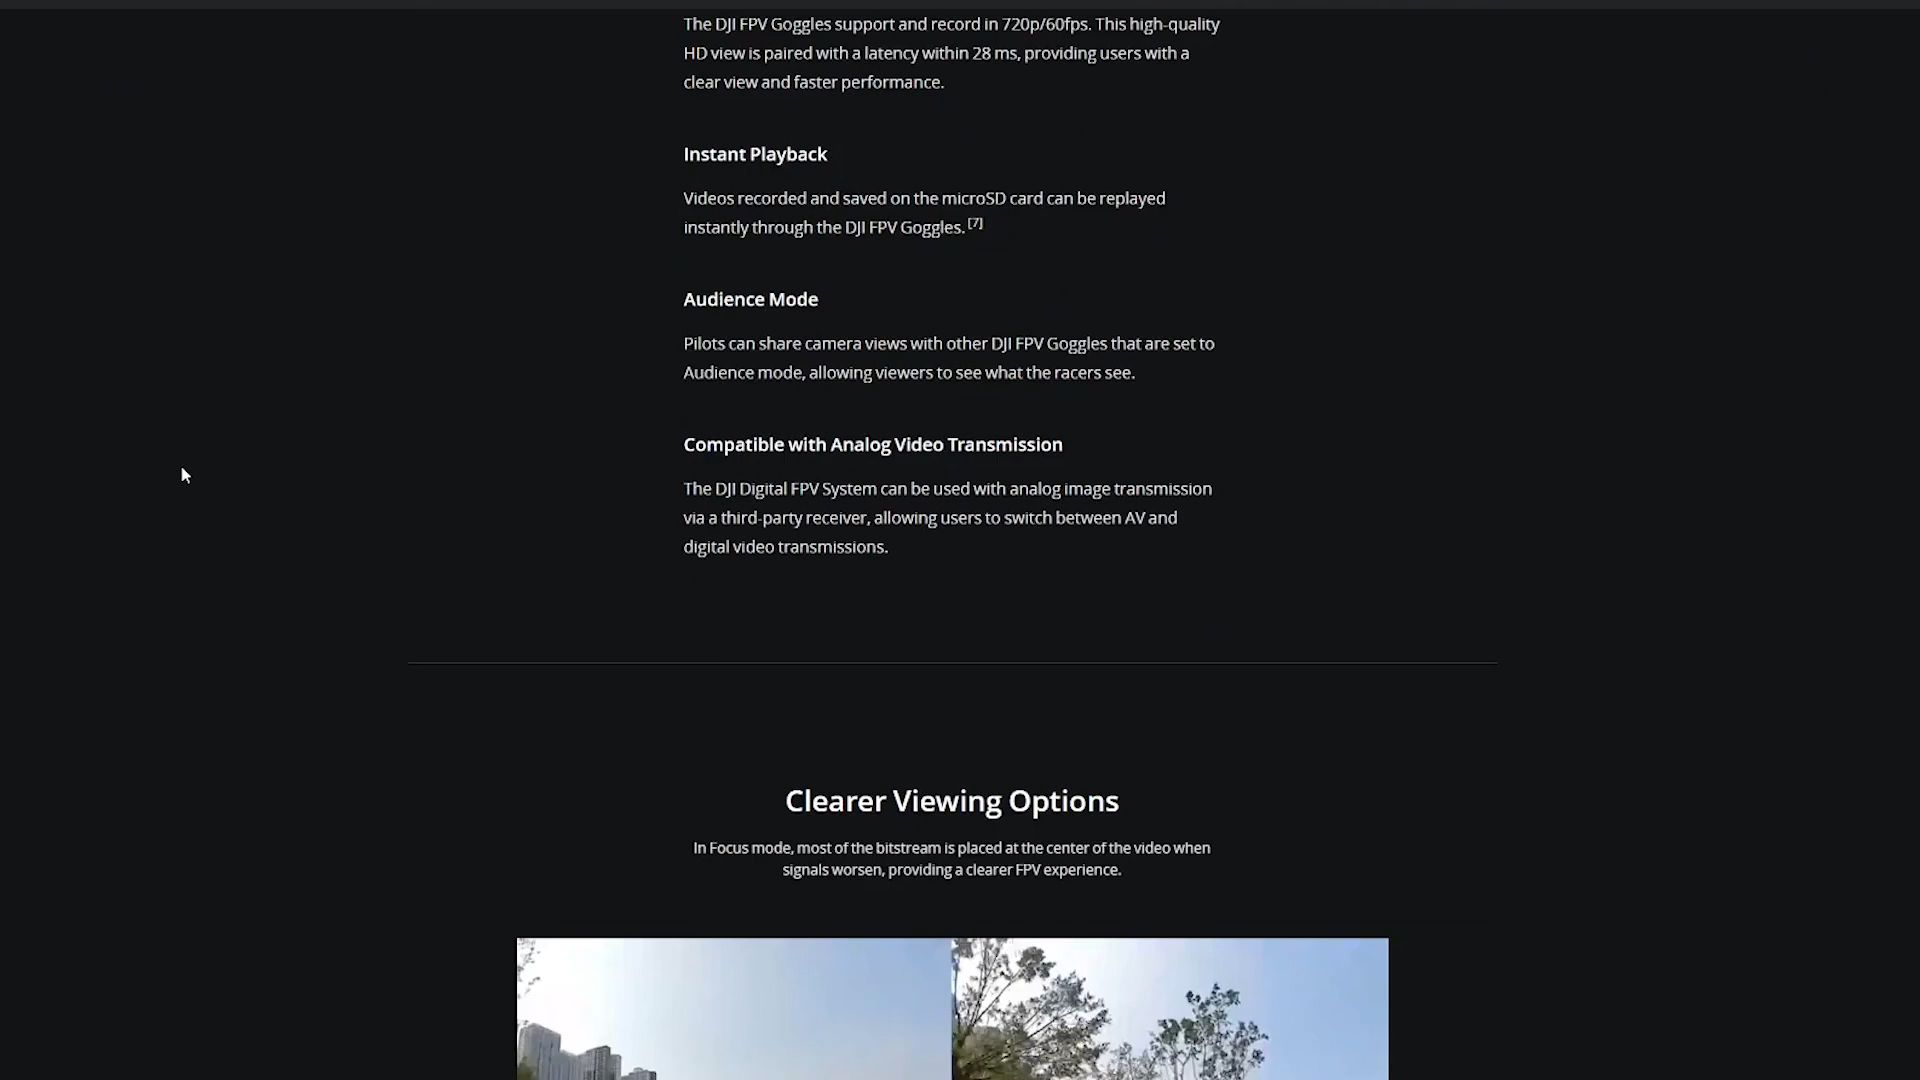 The DJI FPV Goggles support and record in 720p/60fps. This high-quality
HD view is paired with a latency within 28 ms, providing users with a
clear view and faster performance.
Instant Playback
Videos recorded and saved on the microSD card can be replayed
instantly through the DJI FPV Goggles. [7]
Audience Mode
Pilots can share camera views with other DJI FPV Goggles that are set to
Audience mode, allowing viewers to see what the racers see.
Compatible with Analog Video Transmission
The DJI Digital FPV System can be used with analog image transmission
via a third-party receiver, allowing users to switch between AV and
digital video transmissions.
Clearer Viewing Options
In Focus mode, most of the bitstream is placed at the center of the video when
signals worsen, providing a clearer FPV experience.